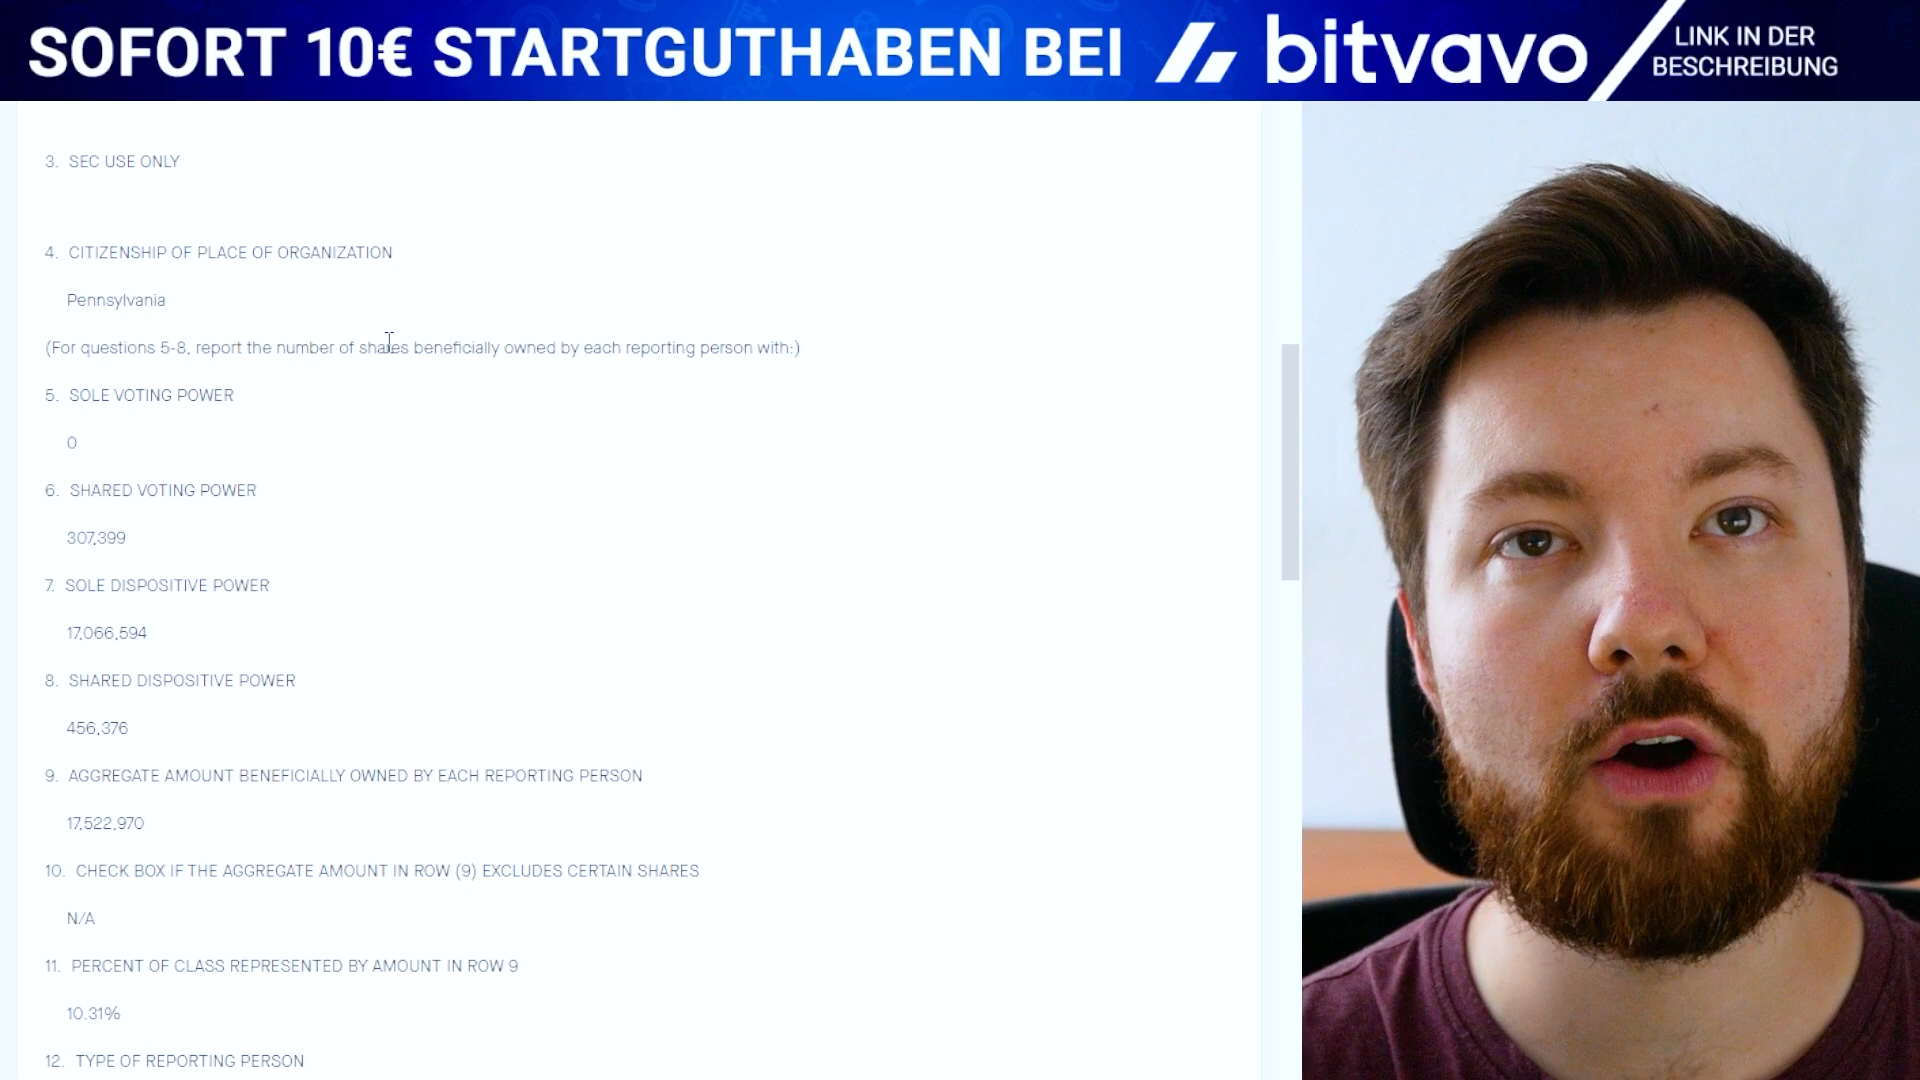 SOFORT 10€ STARTGUTHABEN BEI bitvavo
LINK IN DER
BESCHREIBUNG
3. SEC USE ONLY
4. CITIZENSHIP OF PLACE OF ORGANIZATION
Pennsylvania
(For questions 5-8, report the number of shares beneficially owned by each reporting person with:)
5. SOLE VOTING POWER
0
6. SHARED VOTING POWER
307,399
7. SOLE DISPOSITIVE POWER
17,066,594
8. SHARED DISPOSITIVE POWER
456,376
9. AGGREGATE AMOUNT BENEFICIALLY OWNED BY EACH REPORTING PERSON
17,522,970
10. CHECK BOX IF THE AGGREGATE AMOUNT IN ROW (9) EXCLUDES CERTAIN SHARES
N/A
11. PERCENT OF CLASS REPRESENTED BY AMOUNT IN ROW 9
10.31%
12. TYPE OF REPORTING PERSON